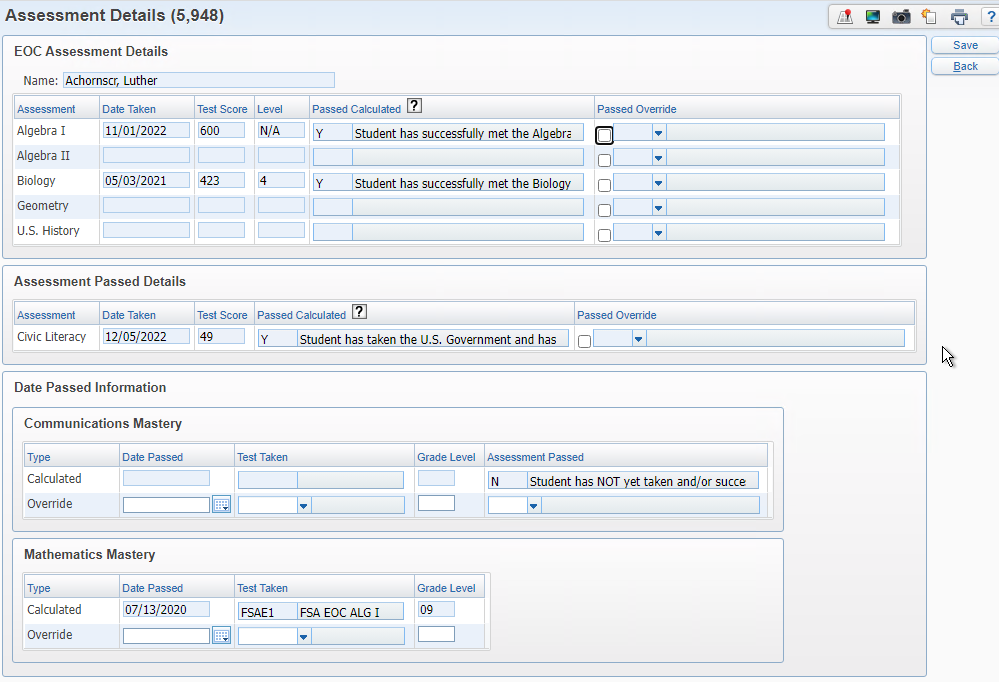 Assessment Details (5,948)
?
Save
Back
EOC Assessment Details
Name: Achornscr, Luther
Assessment Date Taken Test Score Level Passed Calculated ? Passed Override
Algebra I 11/01/2022 600 N/A Y Student has successfully met the Algebra
Algebra II
Biology 05/03/2021 423 4 Y Student has successfully met the Biology
Geometry
U.S. History
Assessment Passed Details
Assessment Date Taken Test Score Passed Calculated ? Passed Override
Civic Literacy 12/05/2022 49 Y Student has taken the U.S. Government and has
Date Passed Information
Communications Mastery
Type Date Passed Test Taken Grade Level Assessment Passed
Calculated N Student has NOT yet taken and/or succe
Override
Mathematics Mastery
Type Date Passed Test Taken Grade Level
Calculated 07/13/2020 FSAE1 FSA EOC ALG I 09
Override